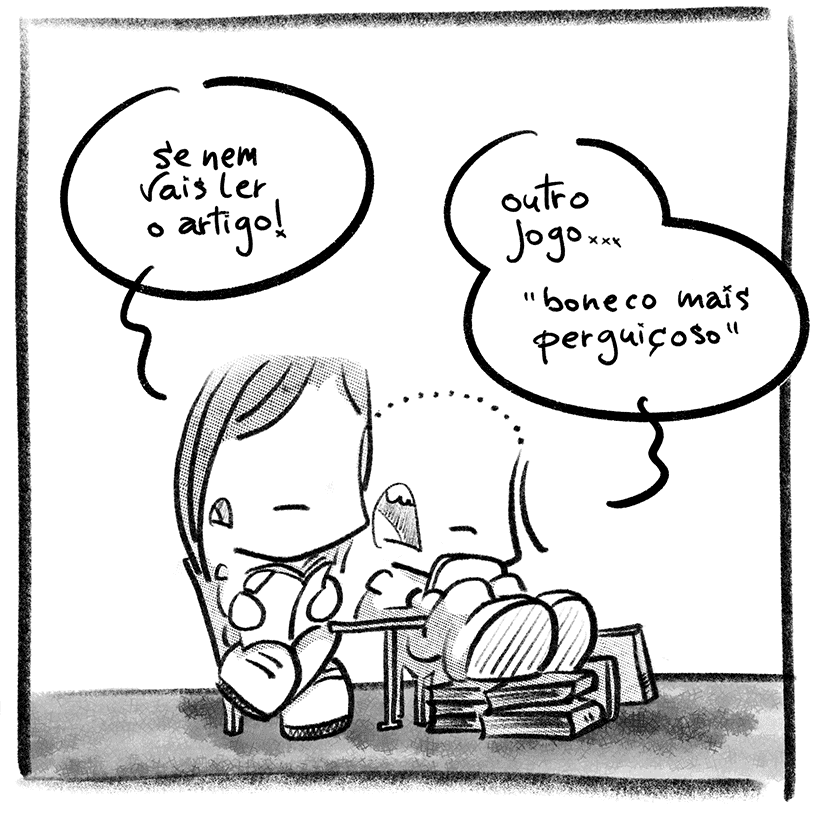 se nem
vais ler
o artigo!
outro
jogo...
"boneco mais
perguiçoso"